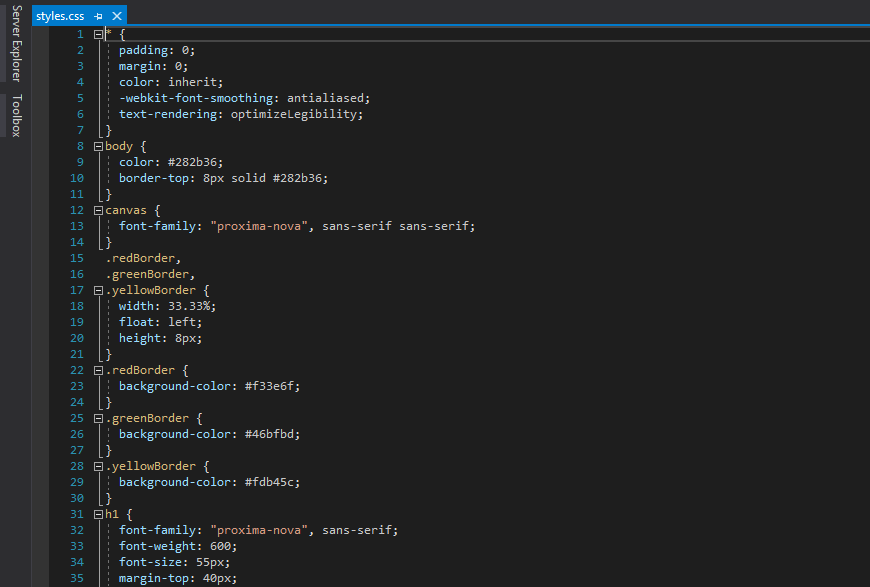 Server Explorer
Toolbox
styles.css
1 * {
2 padding: 0;
3 margin: 0;
4 color: inherit;
5 -webkit-font-smoothing: antialiased;
6 text-rendering: optimizeLegibility;
7 }
8 body {
9 color: #282b36;
10 border-top: 8px solid #282b36;
11 }
12 canvas {
13 font-family: "proxima-nova", sans-serif sans-serif;
14 }
15 .redBorder,
16 .greenBorder,
17 .yellowBorder {
18 width: 33.33%;
19 float: left;
20 height: 8px;
21 }
22 .redBorder {
23 background-color: #f33e6f;
24 }
25 .greenBorder {
26 background-color: #46bfbd;
27 }
28 .yellowBorder {
29 background-color: #fdb45c;
30 }
31 h1 {
32 font-family: "proxima-nova", sans-serif;
33 font-weight: 600;
34 font-size: 55px;
35 margin-top: 40px;